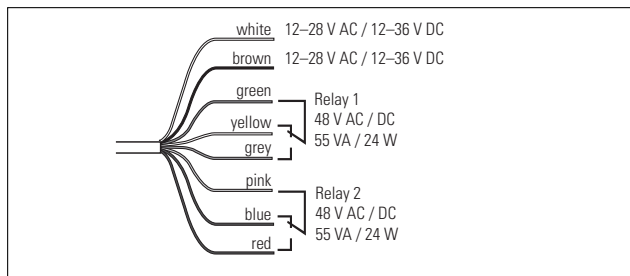 white 12–28 V AC / 12–36 V DC
brown 12–28 V AC / 12–36 V DC
green
Relay 1
yellow 48 V AC / DC
55 VA / 24 W
grey
pink
Relay 2
blue 48 V AC / DC
55 VA / 24 W
red